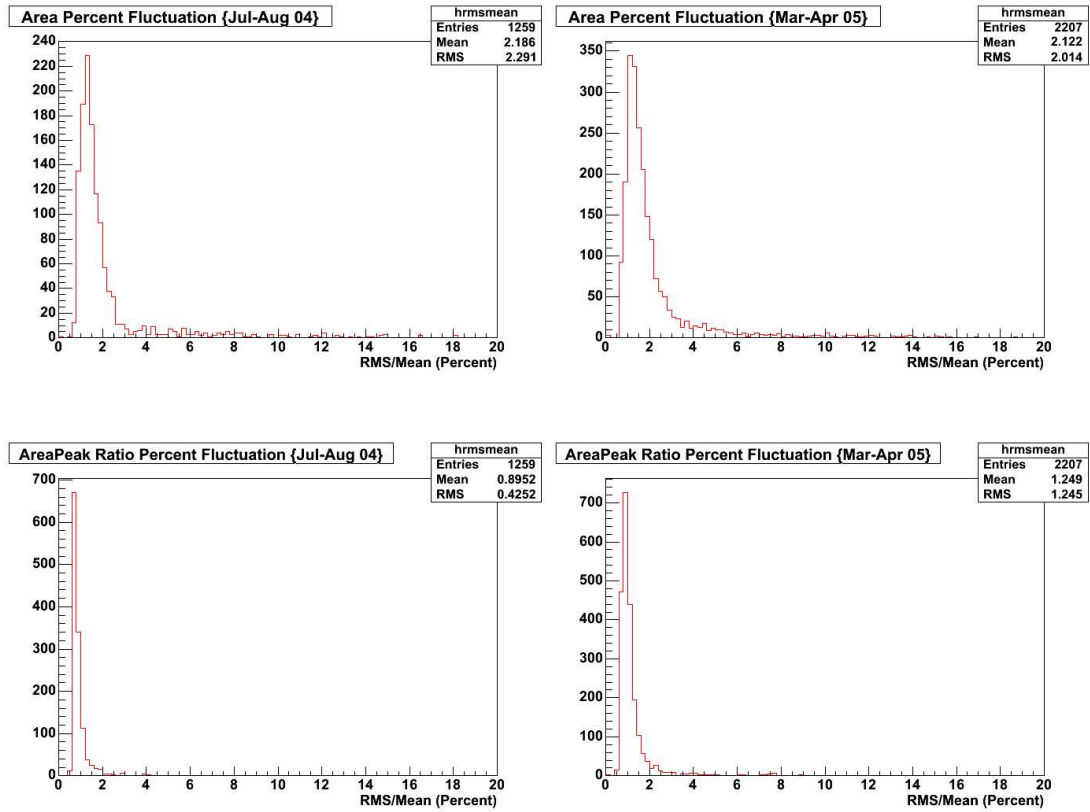 Area Percent Fluctuation {Jul-Aug 04}
hrmsmean
Entries 1259
Mean 2.186
RMS 2.291
240
220
200
180
160
140
120
100
80
60
40
20
0
0 2 4 6 8 10 12 14 16 18 20
RMS/Mean (Percent)
Area Percent Fluctuation {Mar-Apr 05}
hrmsmean
Entries 2207
Mean 2.122
RMS 2.014
350
300
250
200
150
100
50
0
0 2 4 6 8 10 12 14 16 18 20
RMS/Mean (Percent)
AreaPeak Ratio Percent Fluctuation {Jul-Aug 04}
hrmsmean
Entries 1259
Mean 0.8952
RMS 0.4252
700
600
500
400
300
200
100
0
0 2 4 6 8 10 12 14 16 18 20
RMS/Mean (Percent)
AreaPeak Ratio Percent Fluctuation {Mar-Apr 05}
hrmsmean
Entries 2207
Mean 1.249
RMS 1.245
700
600
500
400
300
200
100
0
0 2 4 6 8 10 12 14 16 18 20
RMS/Mean (Percent)